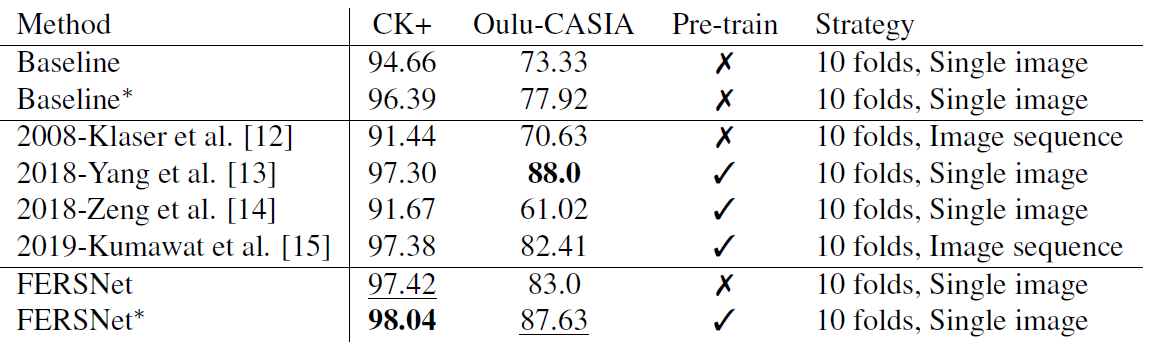 Method CK+ Oulu-CASIA Pre-train Strategy
Baseline 94.66 73.33 ✗ 10 folds, Single image
Baseline* 96.39 77.92 ✗ 10 folds, Single image
2008-Klaser et al. [12] 91.44 70.63 ✗ 10 folds, Image sequence
2018-Yang et al. [13] 97.30 88.0 ✓ 10 folds, Single image
2018-Zeng et al. [14] 91.67 61.02 ✓ 10 folds, Single image
2019-Kumawat et al. [15] 97.38 82.41 ✓ 10 folds, Image sequence
FERSNet 97.42 83.0 ✗ 10 folds, Single image
FERSNet* 98.04 87.63 ✓ 10 folds, Single image